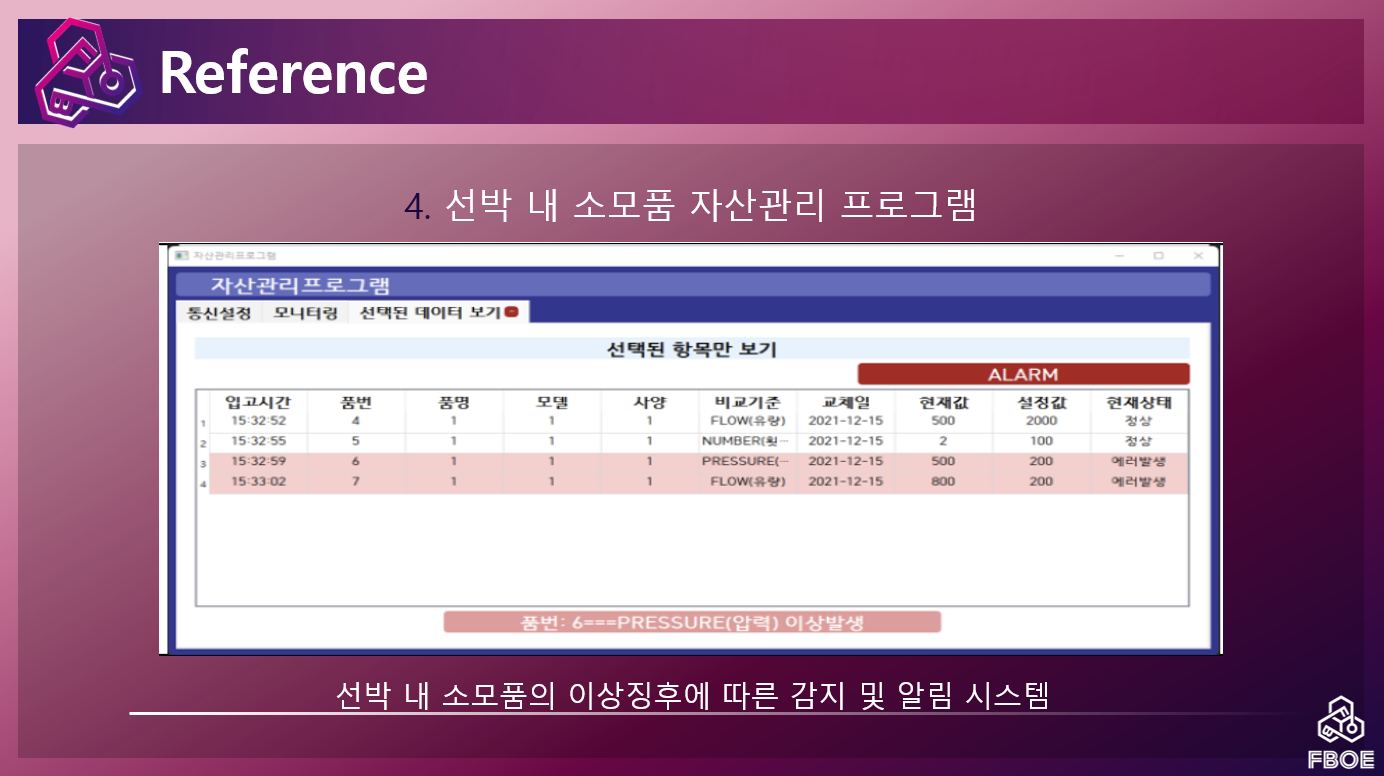 Reference
4. 선박 내 소모품 자산관리 프로그램
자산관리프로그램
자산관리프로그램
통신설정 모니터링 선택된 데이터 보기
선택된 항목만 보기
ALARM
입고시간 품번 품명 모델 사양 비교기준 교체일 현재값 설정값 현재상태
1 15:32:52 4 1 1 1 FLOW(유량) 2021-12-15 500 2000 정상
2 15:32:55 5 1 1 1 NUMBER(횟··· 2021-12-15 2 100 정상
3 15:32:59 6 1 1 1 PRESSURE(··· 2021-12-15 500 200 에러발생
4 15:33:02 7 1 1 1 FLOW(유량) 2021-12-15 800 200 에러발생
품번: 6===PRESSURE(압력) 이상발생
선박 내 소모품의 이상징후에 따른 감지 및 알림 시스템
FBOE